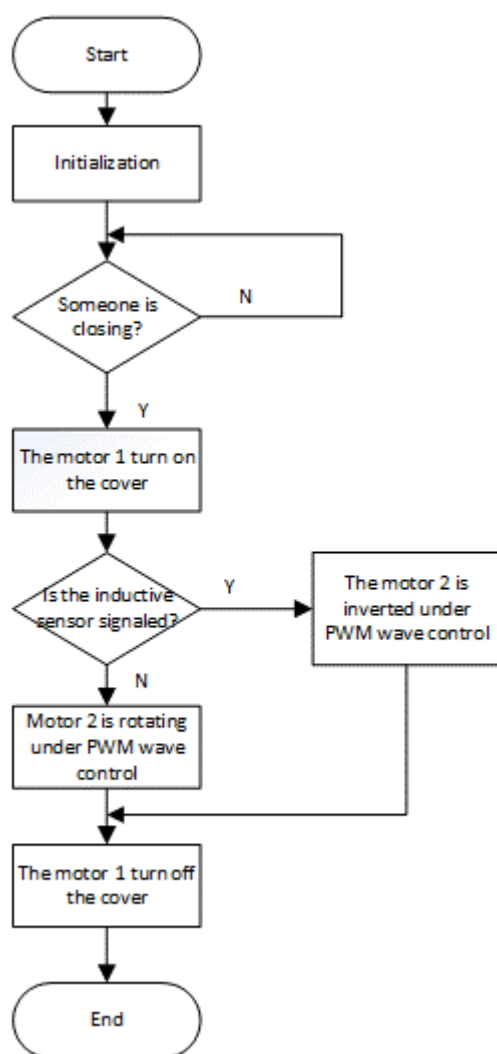 Start
Initialization
Someone is
closing?
N
Y
The motor 1 turn on
the cover
Is the inductive
sensor signaled?
Y
The motor 2 is
inverted under
PWM wave control
N
Motor 2 is rotating
under PWM wave
control
The motor 1 turn off
the cover
End